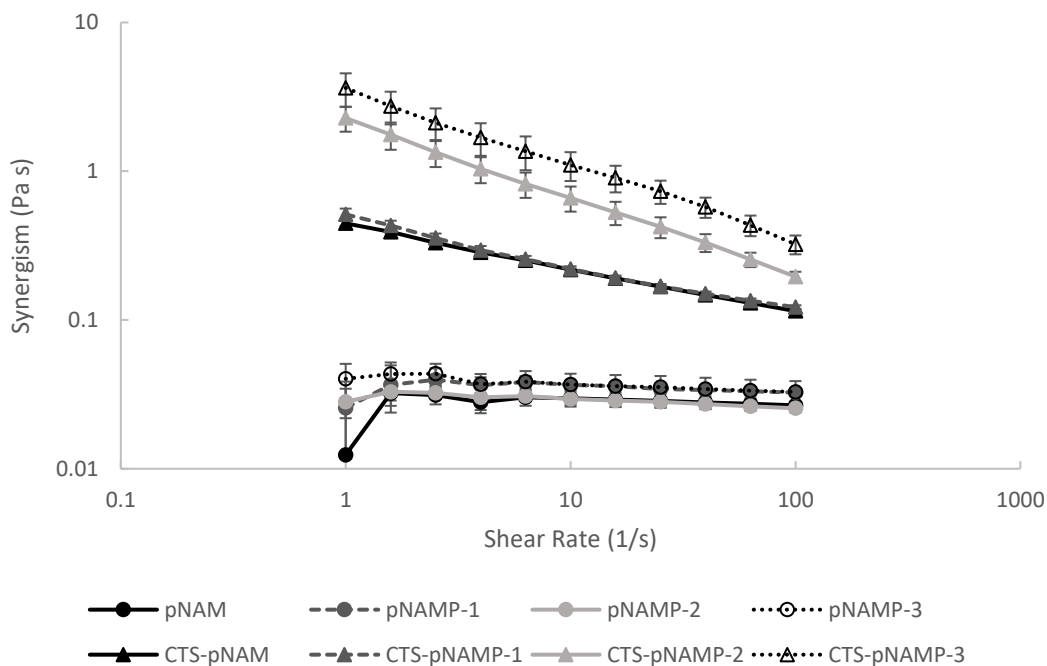 10
1
0.1
0.01
Synergism (Pa s)
0.1 1 10 100 1000
Shear Rate (1/s)
pNAM pNAMP-1 pNAMP-2 pNAMP-3
CTS-pNAM CTS-pNAMP-1 CTS-pNAMP-2 CTS-pNAMP-3